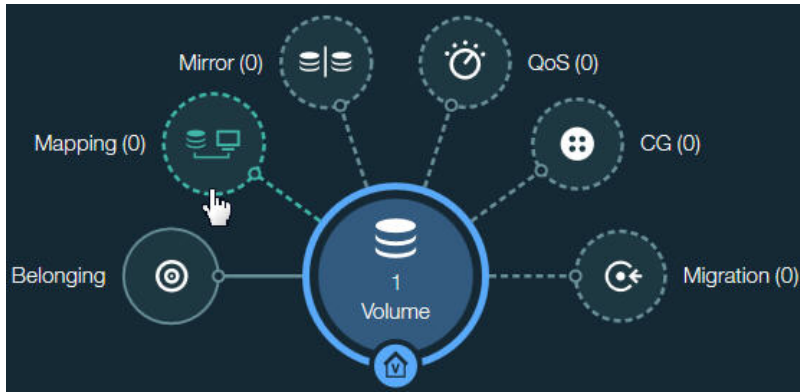 Mirror (0)
QoS (0)
Mapping (0)
CG (0)
Belonging
1
Volume
Migration (0)
V